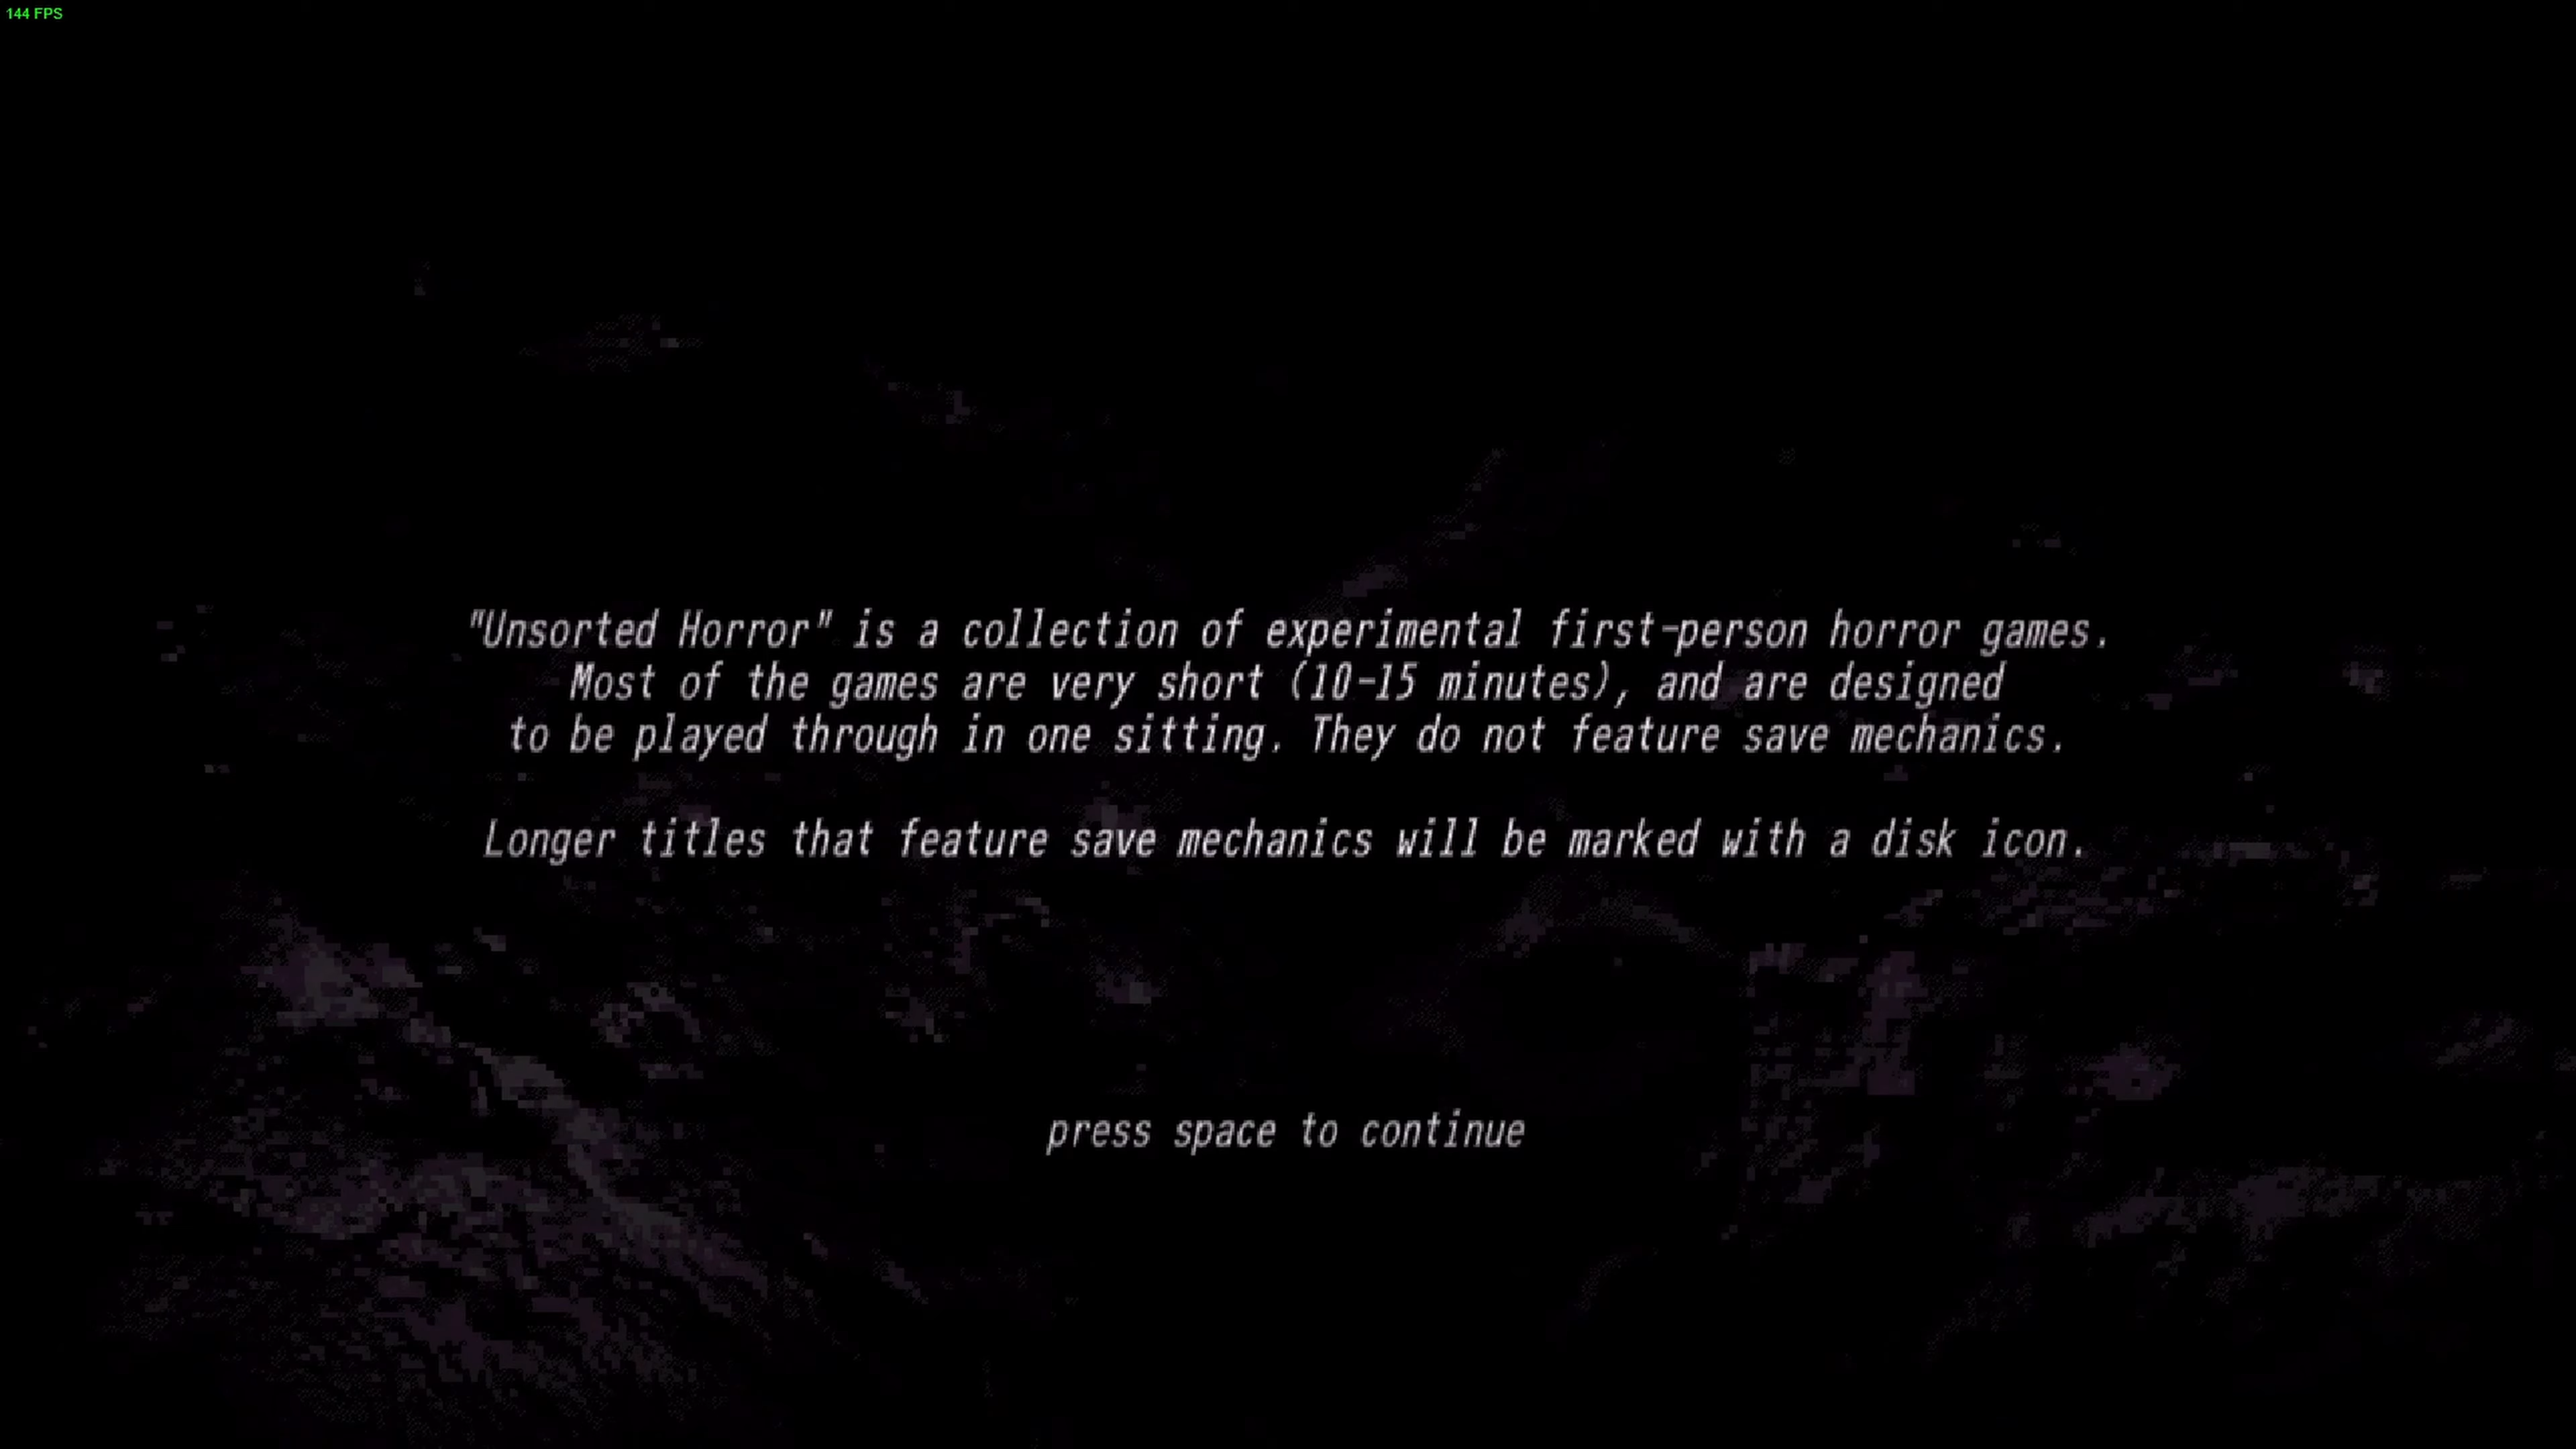 144 FPS
"Unsorted Horror" is a collection of experimental first-person horror games.
Most of the games are very short (10-15 minutes), and are designed
to be played through in one sitting. They do not feature save mechanics.
Longer titles that feature save mechanics will be marked with a disk icon.
press space to continue